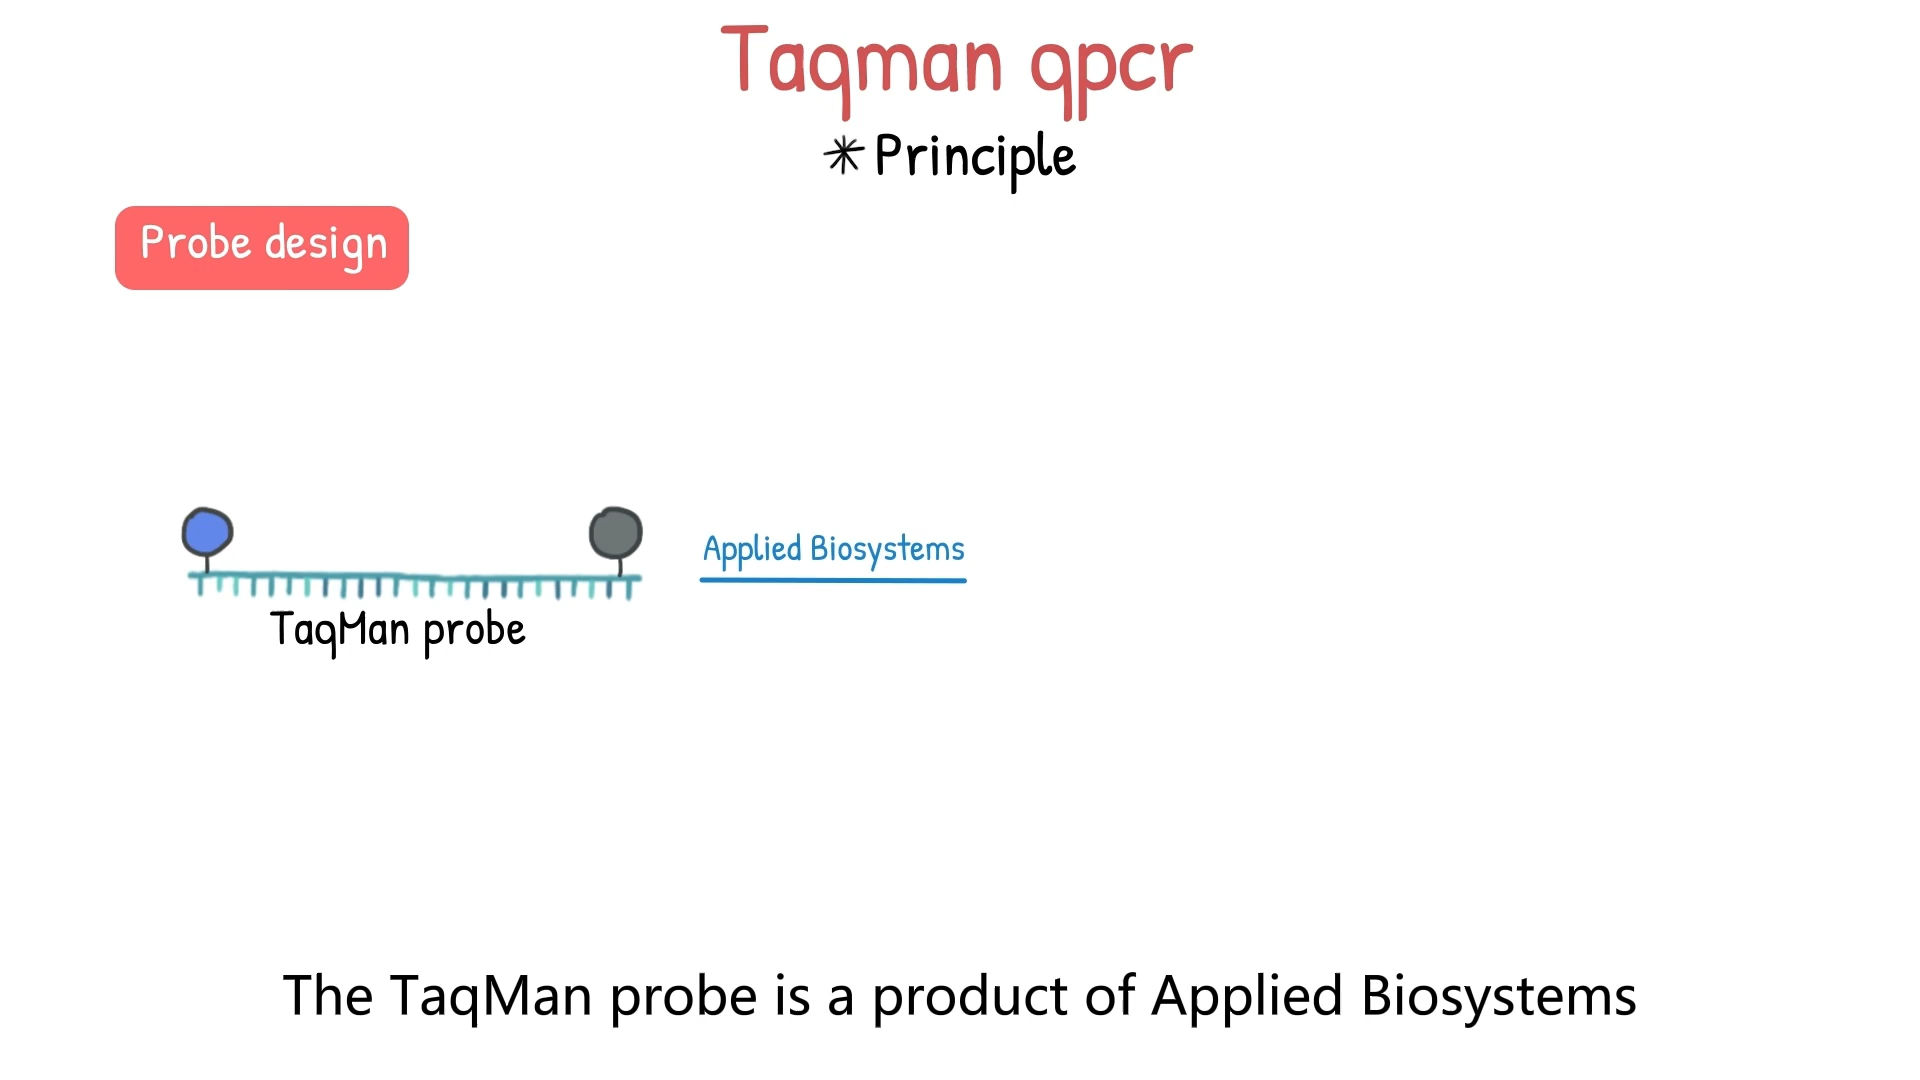 Taqman qpcr
✳Principle
Probe design
Applied Biosystems
TaqMan probe
The TaqMan probe is a product of Applied Biosystems